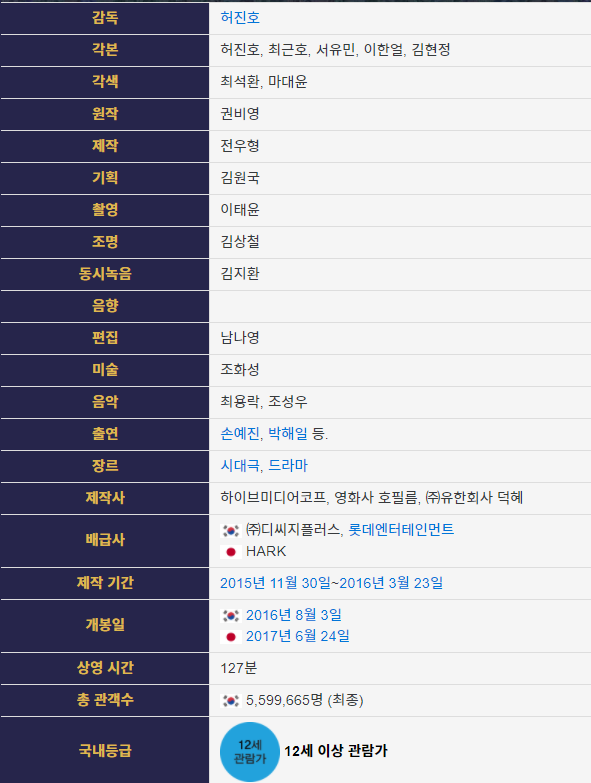 감독 허진호
각본 허진호, 최근호, 서유민, 이한얼, 김현정
각색 최석환, 마대윤
원작 권비영
제작 전우형
기획 김원국
촬영 이태윤
조명 김상철
동시녹음 김지환
음향
편집 남나영
미술 조화성
음악 최용락, 조성우
출연 손예진, 박해일 등.
장르 시대극, 드라마
제작사 하이브미디어코프, 영화사 호필름, ㈜유한회사 덕혜
배급사 ㈜디씨지플러스, 롯데엔터테인먼트
HARK
제작 기간 2015년 11월 30일~2016년 3월 23일
개봉일 2016년 8월 3일
2017년 6월 24일
상영 시간 127분
총 관객수 5,599,665명 (최종)
국내등급 12세 관람가 12세 이상 관람가